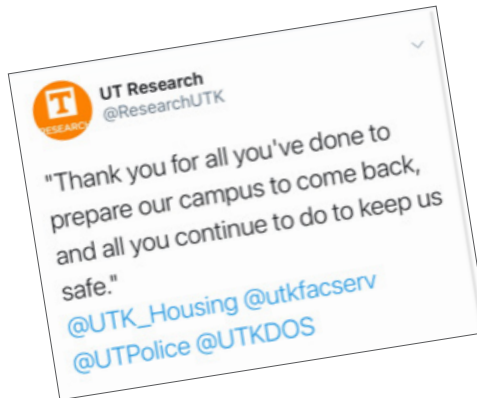 T
RESEARCH
UT Research
@ResearchUTK
"Thank you for all you've done to
prepare our campus to come back,
and all you continue to do to keep us
safe."
@UTK_Housing @utkfacserv
@UTPolice @UTKDOS